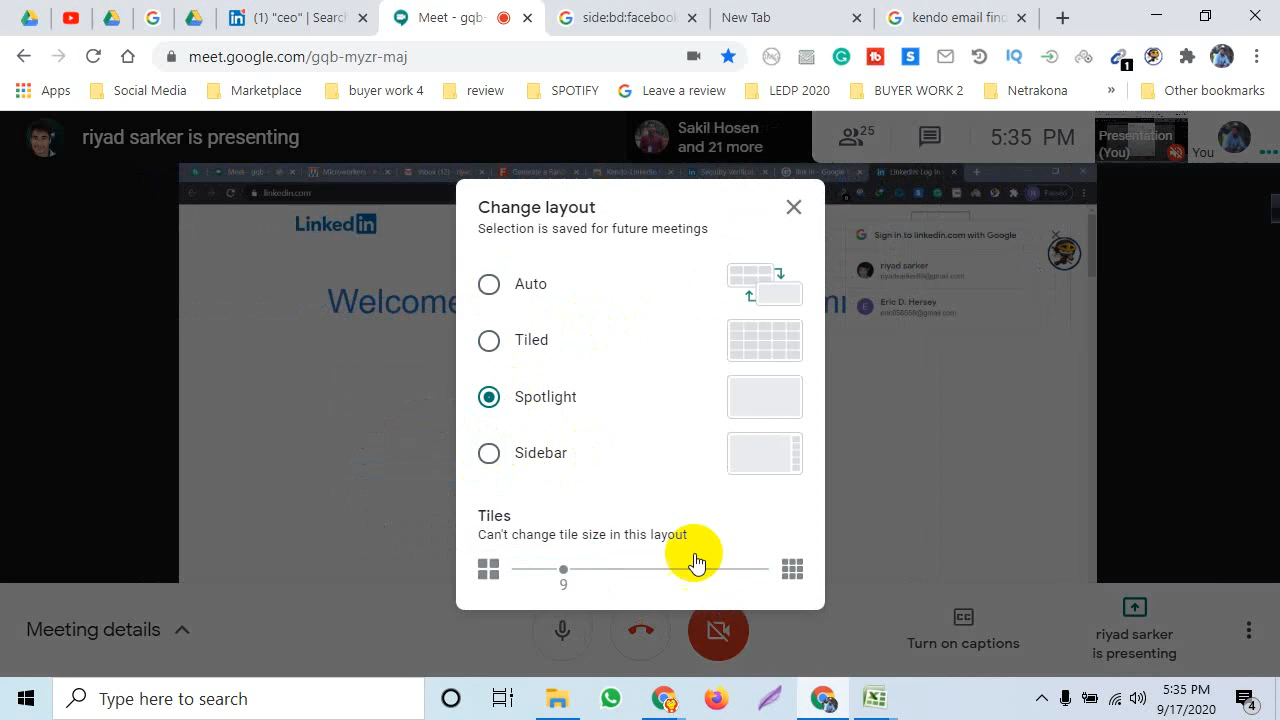 (1) "ceo" | Search
Meet - gqb-
side:bd:facebook
New Tab
kendo email find
meet.google.com/gqb-myzr-maj
1
Apps
Social Media
Marketplace
buyer work 4
review
SPOTIFY
Leave a review
LEDP 2020
BUYER WORK 2
Netrakona
»
Other bookmarks
riyad sarker is presenting
Sakil Hosen
and 21 more
25
5:35 PM
Presentation
(You)
You
linkedin.com
Paused
LinkedIn
Welcome
Sign in to linkedin.com with Google
riyad sarker
Eric D. Hersey
Change layout
Selection is saved for future meetings
Auto
Tiled
Spotlight
Sidebar
Tiles
Can't change tile size in this layout
9
Meeting details
Turn on captions
riyad sarker
is presenting
Type here to search
5:35 PM
9/17/2020
4